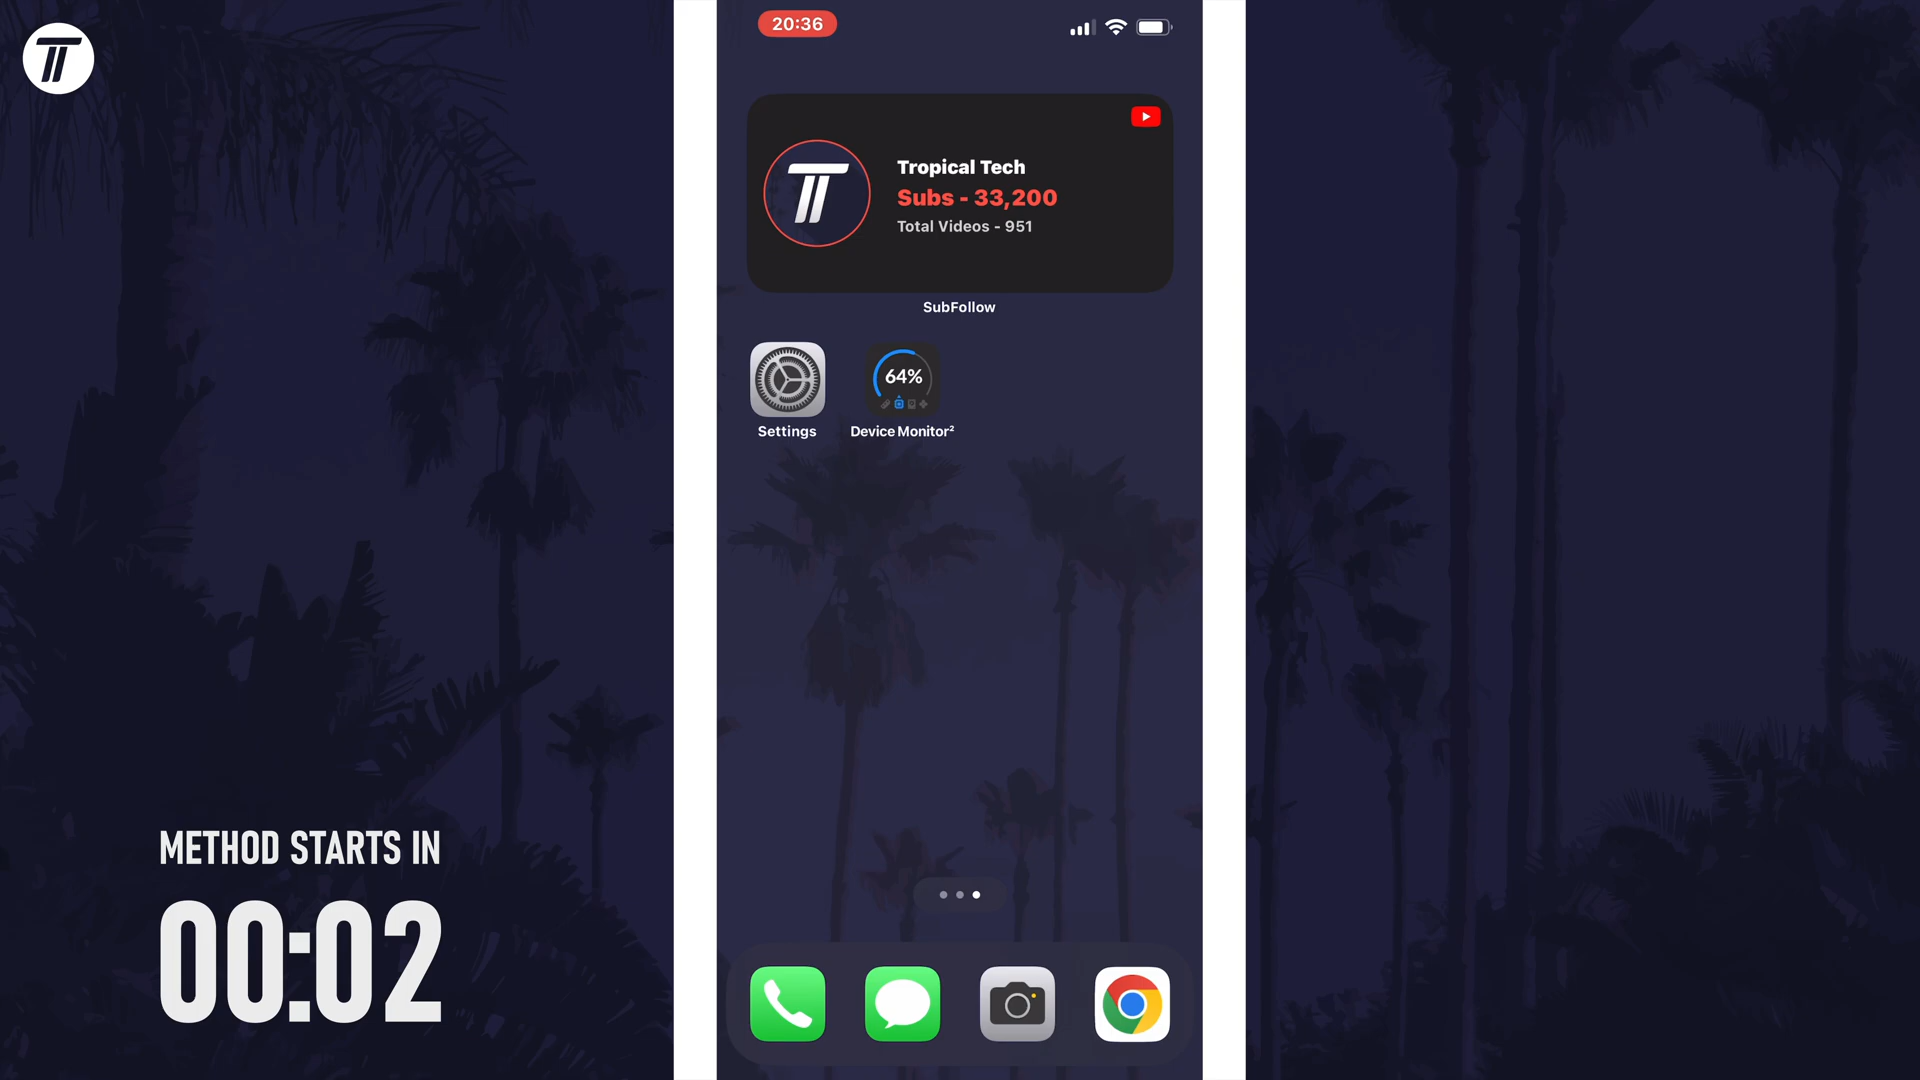 20:36
Tropical Tech
Subs - 33,200
Total Videos - 951
SubFollow
64%
Settings
Device Monitor²
METHOD STARTS IN
00:02